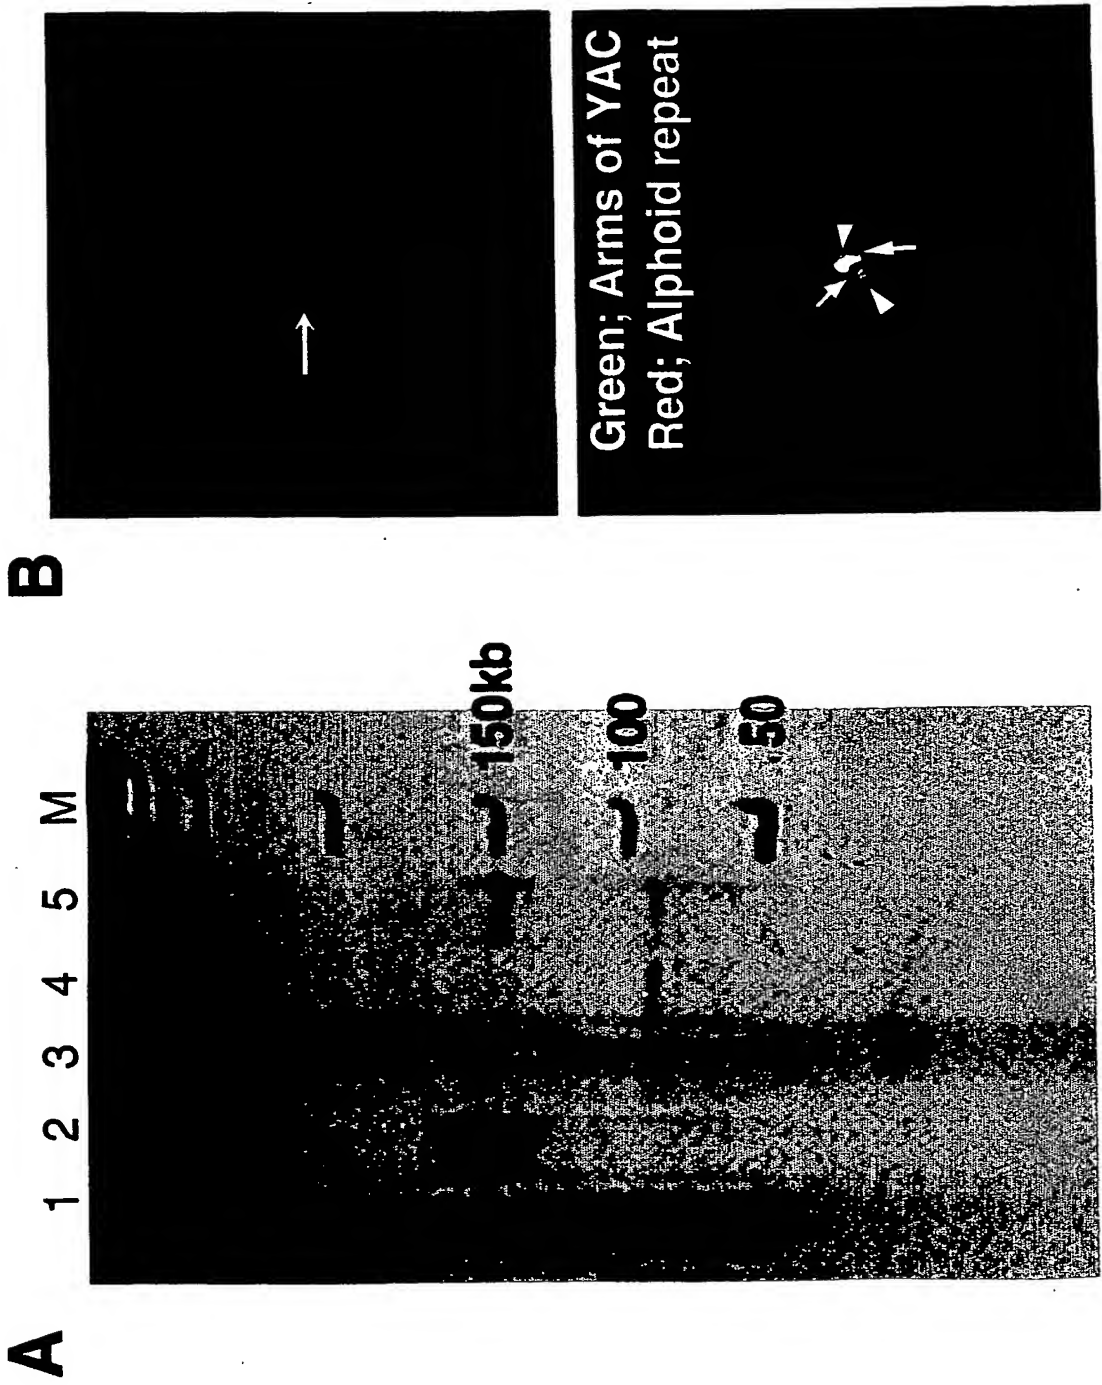 A
1 2 3 4 5 M
150kb
100
50
B
Green; Arms of YAC
Red; Alphoid repeat